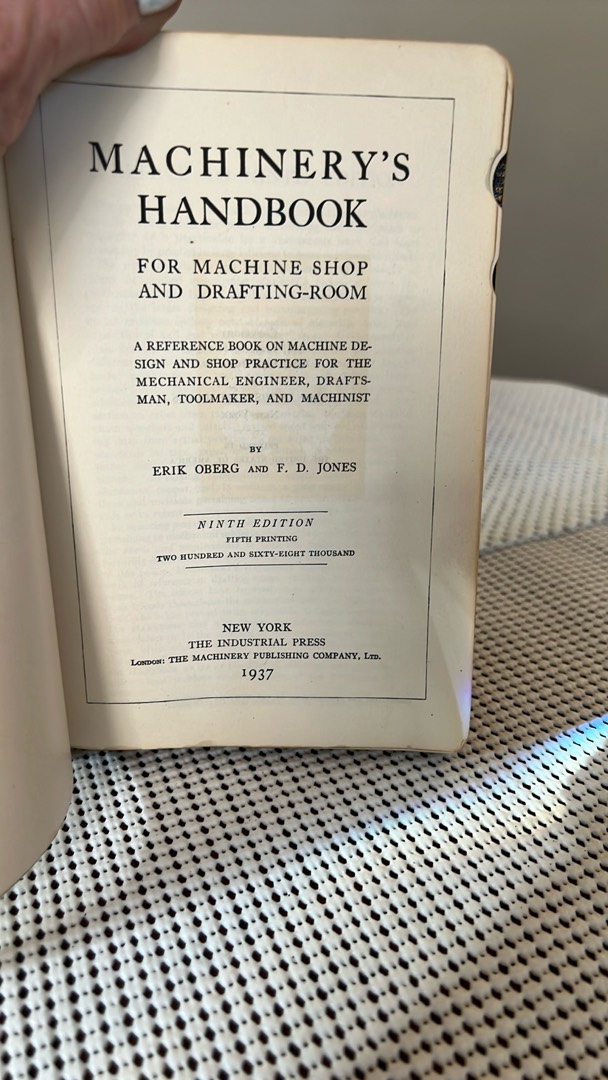 MACHINERY'S
HANDBOOK
FOR MACHINE SHOP
AND DRAFTING-ROOM
A REFERENCE BOOK ON MACHINE DE-
SIGN AND SHOP PRACTICE FOR THE
MECHANICAL ENGINEER, DRAFTS-
MAN, TOOLMAKER, AND MACHINIST
BY
ERIK OBERG AND F. D. JONES
NINTH EDITION
FIFTH PRINTING
TWO HUNDRED AND SIXTY-EIGHT THOUSAND
NEW YORK
THE INDUSTRIAL PRESS
LONDON: THE MACHINERY PUBLISHING COMPANY, LTD.
1937